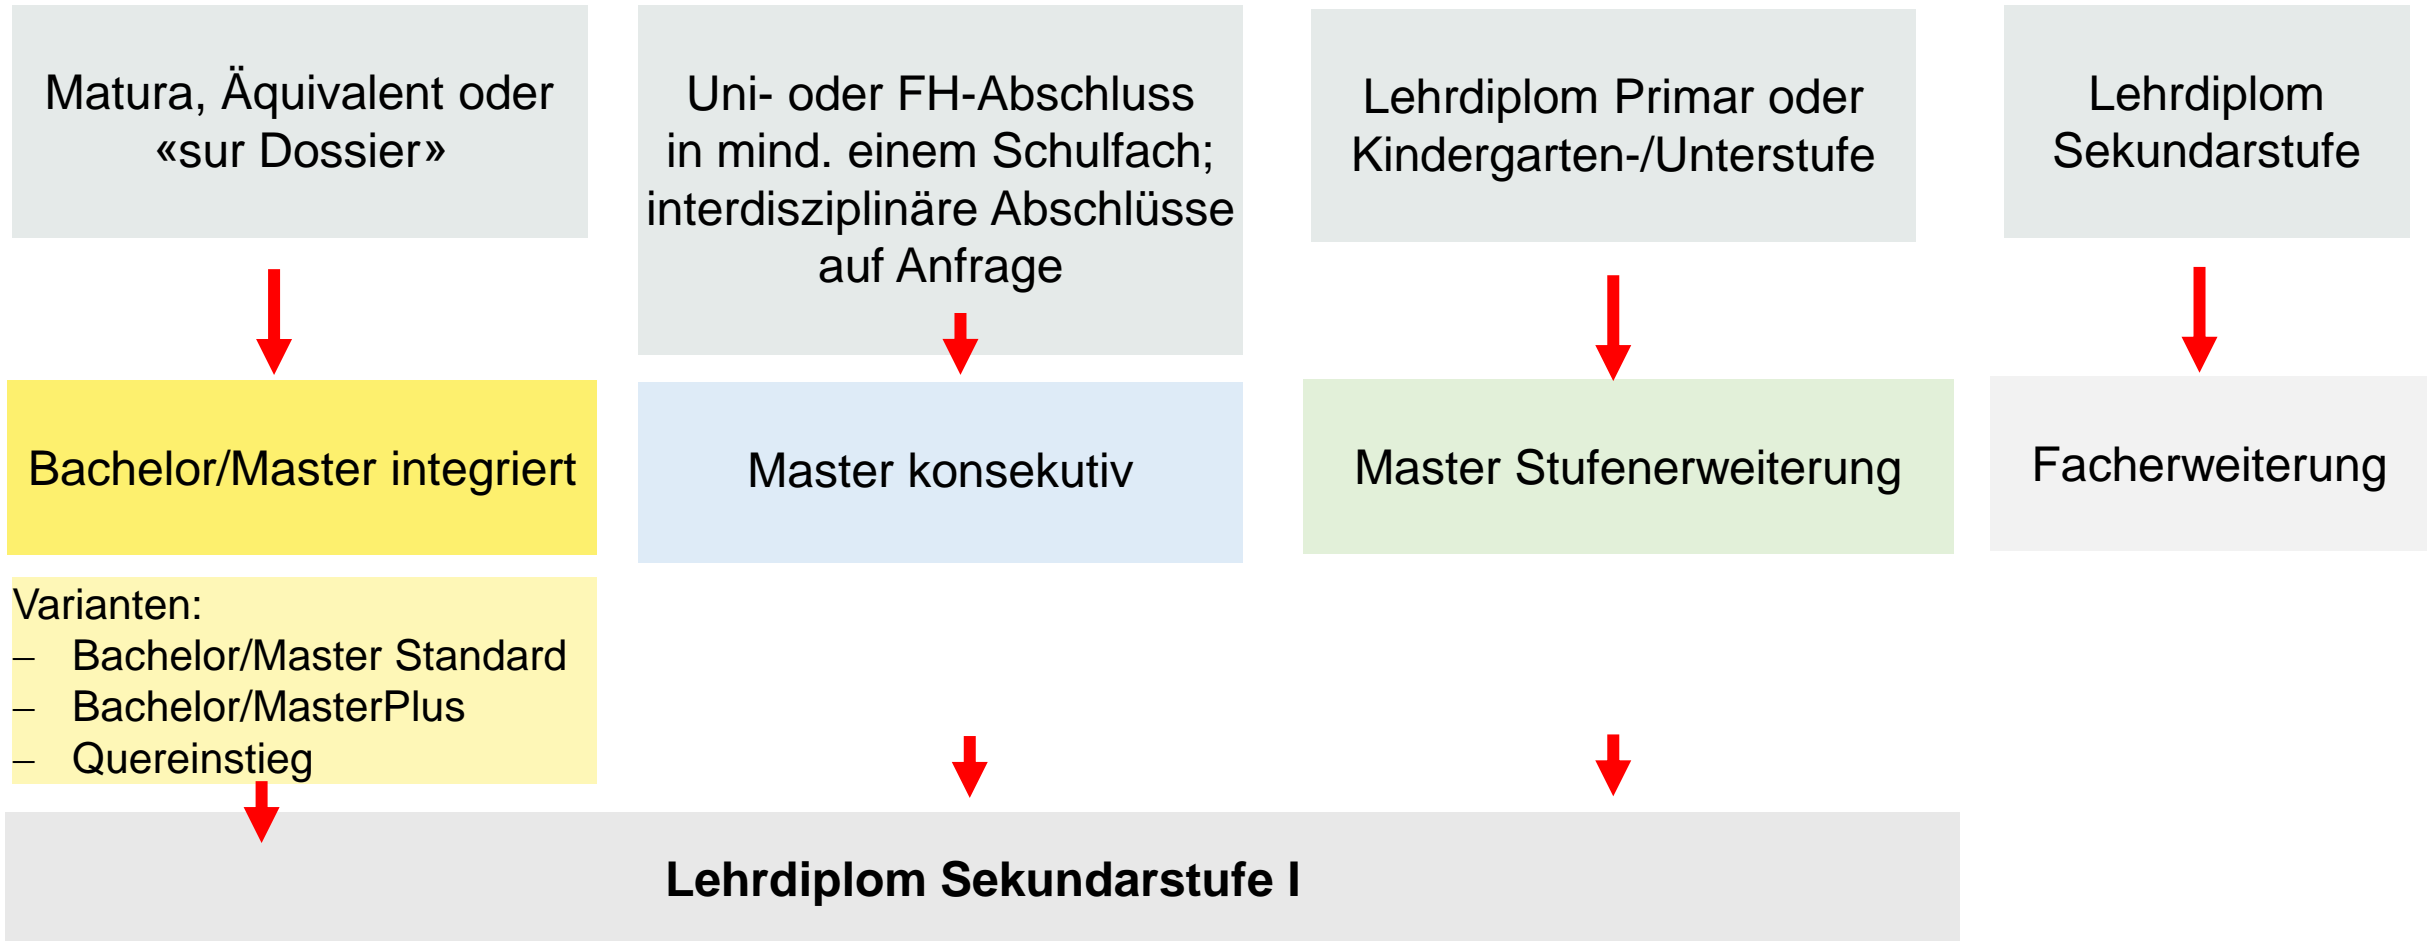 Matura, Äquivalent oder
«sur Dossier»
Uni- oder FH-Abschluss
in mind. einem Schulfach;
interdisziplinäre Abschlüsse
auf Anfrage
Lehrdiplom Primar oder
Kindergarten-/Unterstufe
Lehrdiplom
Sekundarstufe
Bachelor/Master integriert
Master konsekutiv
Master Stufenerweiterung
Facherweiterung
Varianten:
– Bachelor/Master Standard
– Bachelor/MasterPlus
– Quereinstieg
Lehrdiplom Sekundarstufe I